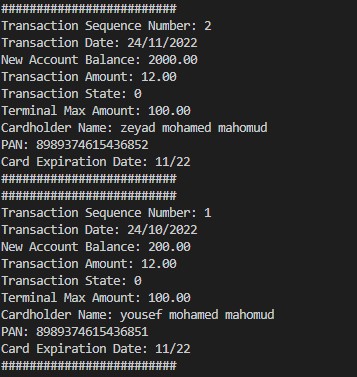 #########################
Transaction Sequence Number: 2
Transaction Date: 24/11/2022
New Account Balance: 2000.00
Transaction Amount: 12.00
Transaction State: 0
Terminal Max Amount: 100.00
Cardholder Name: zeyad mohamed mahomud
PAN: 8989374615436852
Card Expiration Date: 11/22
#########################
#########################
Transaction Sequence Number: 1
Transaction Date: 24/10/2022
New Account Balance: 200.00
Transaction Amount: 12.00
Transaction State: 0
Terminal Max Amount: 100.00
Cardholder Name: yousef mohamed mahomud
PAN: 8989374615436851
Card Expiration Date: 11/22
#########################